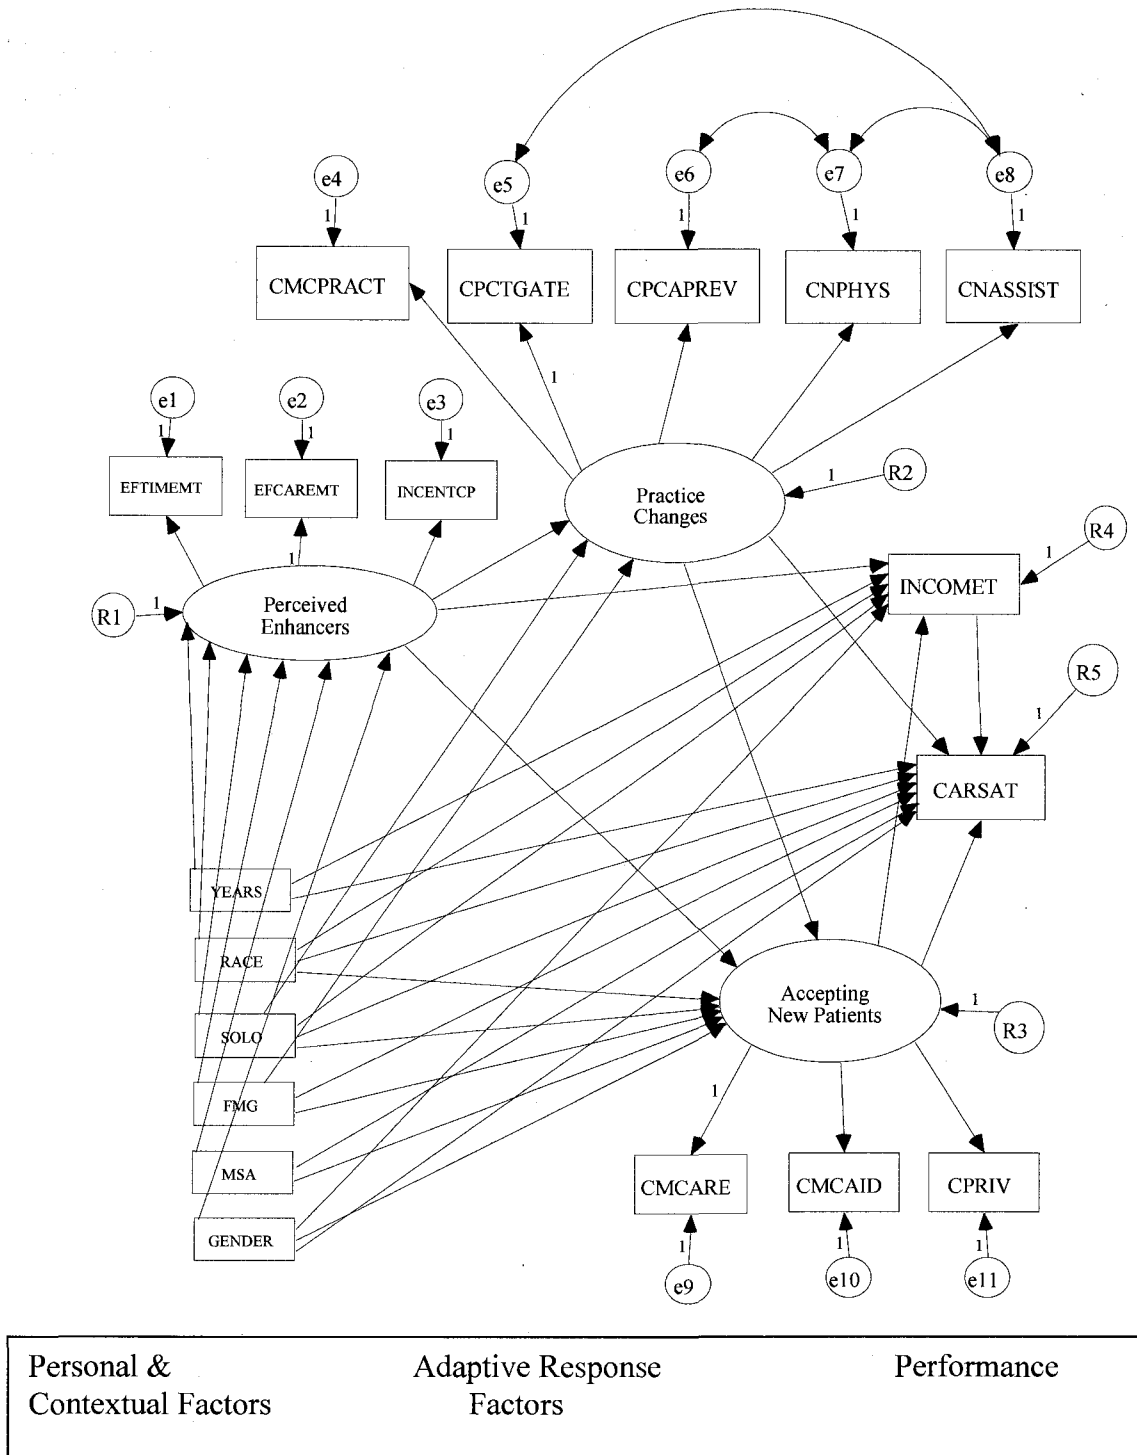 e4
e5
e6
e7
e8
1
1
1
1
1
CMCPRACT
CPCTGATE
CPCAPREV
CNPHYS
CNASSIST
1
e1
e2
e3
1
1
1
EFTIMEMT
EFCAREMT
INCENTCP
1
Practice
Changes
1
R2
R1
1
Perceived
Enhancers
INCOMET
1
R4
R5
1
CARSAT
YEARS
RACE
SOLO
FMG
MSA
GENDER
Accepting
New Patients
1
R3
1
CMCARE
CMCAID
CPRIV
1
1
1
e9
e10
e11
Personal &
Contextual Factors
Adaptive Response
Factors
Performance